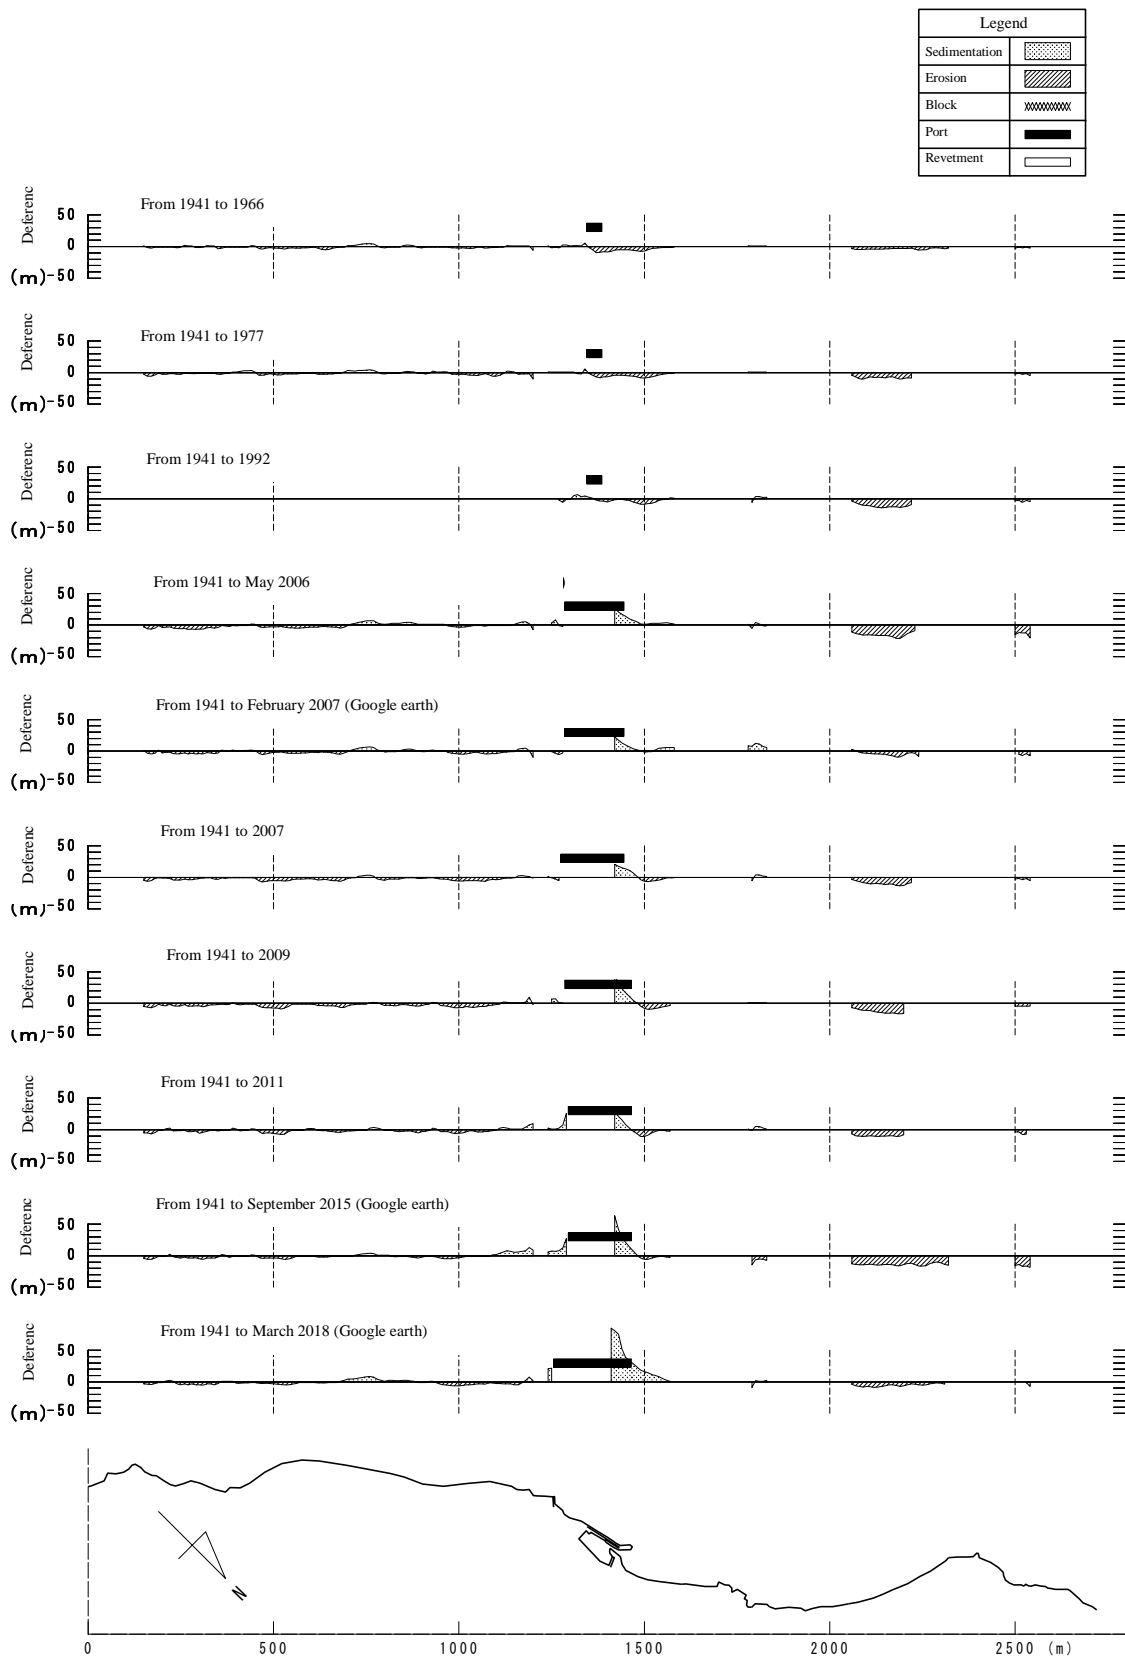 Legend
Sedimentation
Erosion
Block
Port
Revetment
From 1941 to 1966
Deferenc
50
0
-50
(m)
From 1941 to 1977
Deferenc
50
0
-50
(m)
From 1941 to 1992
Deferenc
50
0
-50
(m)
From 1941 to May 2006
Deferenc
50
0
-50
(m)
From 1941 to February 2007 (Google earth)
Deferenc
50
0
-50
(m)
From 1941 to 2007
Deferenc
50
0
-50
(m)
From 1941 to 2009
Deferenc
50
0
-50
(m)
From 1941 to 2011
Deferenc
50
0
-50
(m)
From 1941 to September 2015 (Google earth)
Deferenc
50
0
-50
(m)
From 1941 to March 2018 (Google earth)
Deferenc
50
0
-50
(m)
N
0 500 1000 1500 2000 2500 (m)